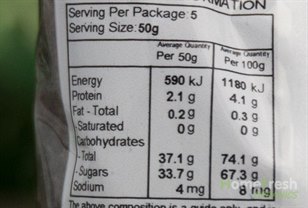 FORMATION
Serving Per Package: 5
Serving Size: 50g
Average Quantity Average Quantity
Per 50g Per 100g
Energy 590 kJ 1180 kJ
Protein 2.1 g 4.1 g
Fat - Total 0.2 g 0.3 g
-Saturated 0 g 0 g
Carbohydrates
-Total 37.1 g 74.1 g
-Sugars 33.7 g 67.3 g
Sodium 4 mg 8 mg
The above composition is a guide only